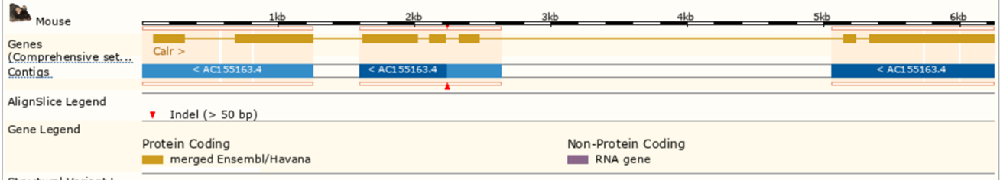 Mouse
1kb 2kb 3kb 4kb 5kb 6kb
Genes
(Comprehensive set...
Calr >
Contigs
< AC155163.4 < AC155163.4 < AC155163.4
AlignSlice Legend
Indel (> 50 bp)
Gene Legend
Protein Coding Non-Protein Coding
merged Ensembl/Havana RNA gene